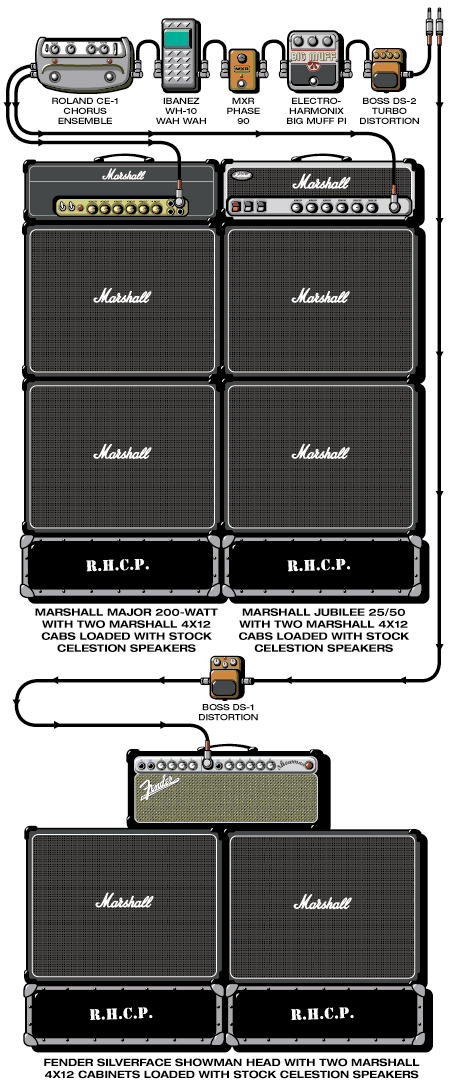 ROLAND CE-1
CHORUS
ENSEMBLE
IBANEZ
WH-10
WAH WAH
MXR
MXR
PHASE
90
BIG MUFF
ELECTRO-
HARMONIX
BIG MUFF PI
BOSS DS-2
TURBO
DISTORTION
Marshall
Marshall
Marshall
Marshall
Marshall
Marshall
R.H.C.P.
R.H.C.P.
MARSHALL MAJOR 200-WATT
WITH TWO MARSHALL 4X12
CABS LOADED WITH STOCK
CELESTION SPEAKERS
MARSHALL JUBILEE 25/50
WITH TWO MARSHALL 4X12
CABS LOADED WITH STOCK
CELESTION SPEAKERS
BOSS DS-1
DISTORTION
Fender
Marshall
Marshall
R.H.C.P.
R.H.C.P.
FENDER SILVERFACE SHOWMAN HEAD WITH TWO MARSHALL
4X12 CABINETS LOADED WITH STOCK CELESTION SPEAKERS